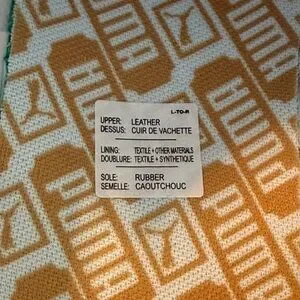 L-TO-R
UPPER: LEATHER
DESSUS: CUIR DE VACHETTE
LINING: TEXTILE + OTHER MATERIALS
DOUBLURE: TEXTILE + SYNTHETIQUE
SOLE: RUBBER
SEMELLE: CAOUTCHOUC